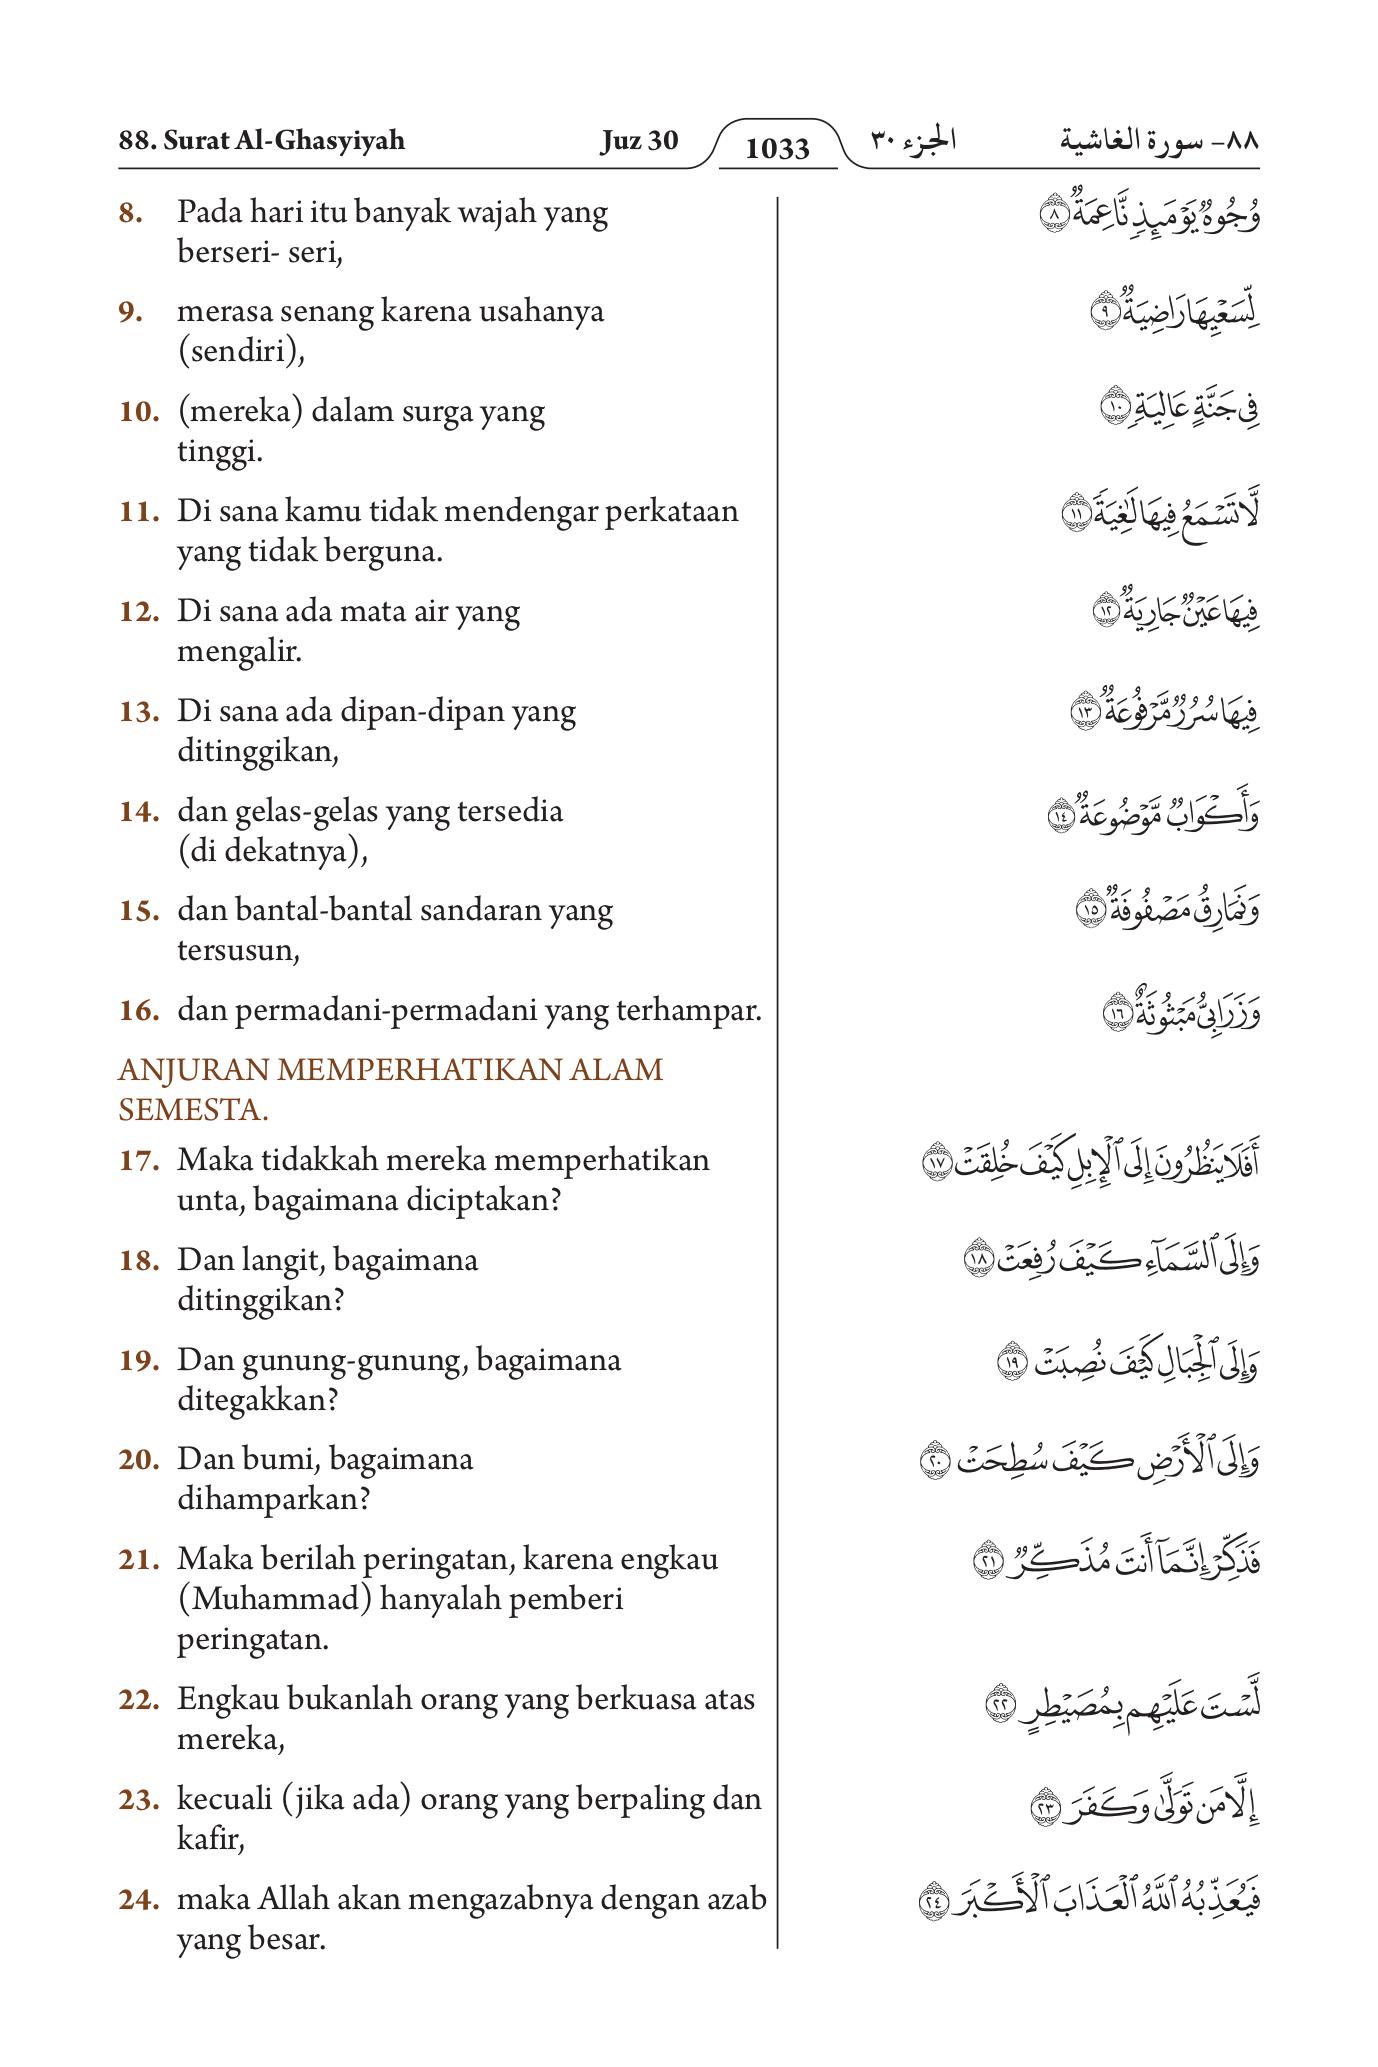 88. Surat Al-Ghasyiyah Juz 30 1033 الجزء ٣٠ ٨٨- سورة الغاشية
8. Pada hari itu banyak wajah yang
berseri- seri,
9. merasa senang karena usahanya
(sendiri),
10. (mereka) dalam surga yang
tinggi.
11. Di sana kamu tidak mendengar perkataan
yang tidak berguna.
12. Di sana ada mata air yang
mengalir.
13. Di sana ada dipan-dipan yang
ditinggikan,
14. dan gelas-gelas yang tersedia
(di dekatnya),
15. dan bantal-bantal sandaran yang
tersusun,
16. dan permadani-permadani yang terhampar.
ANJURAN MEMPERHATIKAN ALAM
SEMESTA.
17. Maka tidakkah mereka memperhatikan
unta, bagaimana diciptakan?
18. Dan langit, bagaimana
ditinggikan?
19. Dan gunung-gunung, bagaimana
ditegakkan?
20. Dan bumi, bagaimana
dihamparkan?
21. Maka berilah peringatan, karena engkau
(Muhammad) hanyalah pemberi
peringatan.
22. Engkau bukanlah orang yang berkuasa atas
mereka,
23. kecuali (jika ada) orang yang berpaling dan
kafir,
24. maka Allah akan mengazabnya dengan azab
yang besar.
وُجُوهٌ يَوْمَئِذٍ نَّاعِمَةٌ ٨
لِّسَعْيِهَا رَاضِيَةٌ ٩
فِى جَنَّةٍ عَالِيَةٍ ١٠
لَّا تَسْمَعُ فِيهَا لَٰغِيَةً ١١
فِيهَا عَيْنٌ جَارِيَةٌ ١٢
فِيهَا سُرُرٌ مَّرْفُوعَةٌ ١٣
وَأَكْوَابٌ مَّوْضُوعَةٌ ١٤
وَنَمَارِقُ مَصْفُوفَةٌ ١٥
وَزَرَابِىُّ مَبْثُوثَةٌ ١٦
أَفَلَا يَنظُرُونَ إِلَى ٱلْإِبِلِ كَيْفَ خُلِقَتْ ١٧
وَإِلَى ٱلسَّمَآءِ كَيْفَ رُفِعَتْ ١٨
وَإِلَى ٱلْجِبَالِ كَيْفَ نُصِبَتْ ١٩
وَإِلَى ٱلْأَرْضِ كَيْفَ سُطِحَتْ ٢٠
فَذَكِّرْ إِنَّمَآ أَنتَ مُذَكِّرٌ ٢١
لَّسْتَ عَلَيْهِم بِمُصَيْطِرٍ ٢٢
إِلَّا مَن تَوَلَّىٰ وَكَفَرَ ٢٣
فَيُعَذِّبُهُ ٱللَّهُ ٱلْعَذَابَ ٱلْأَكْبَرَ ٢٤